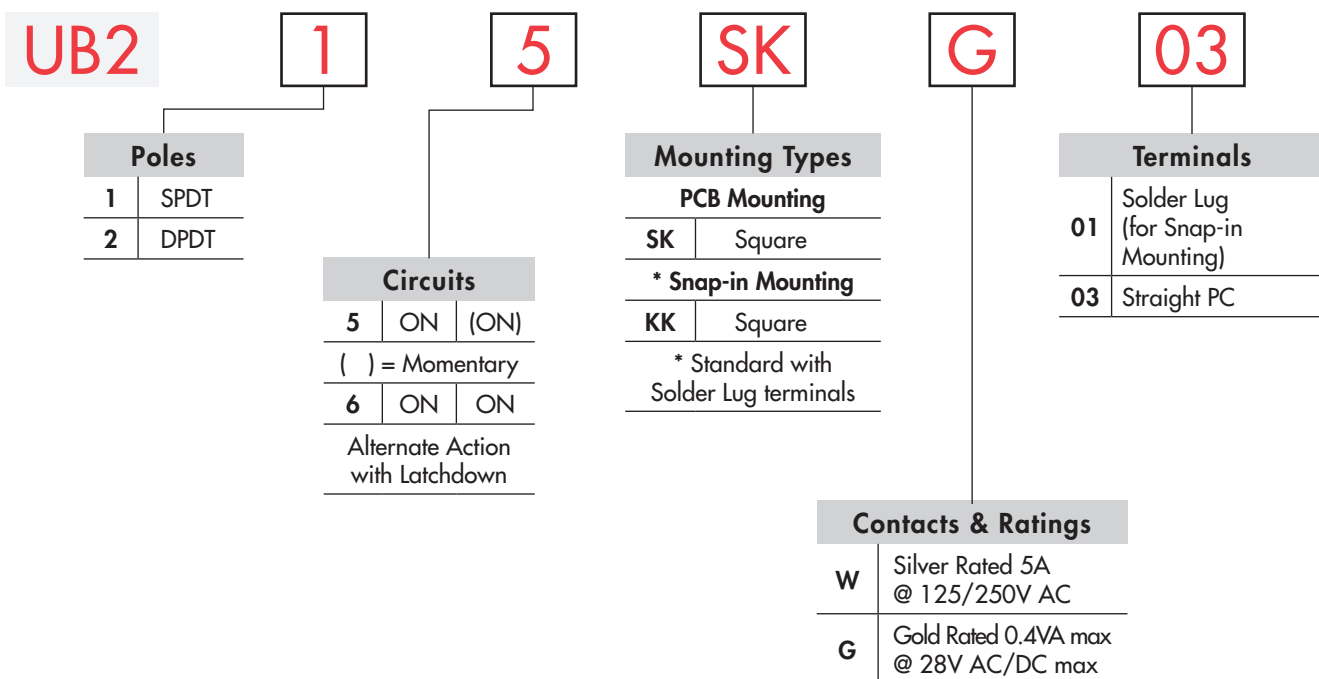 UB2 1 5 SK G 03
Poles
1 SPDT
2 DPDT
Circuits
5 ON (ON)
( ) = Momentary
6 ON ON
Alternate Action
with Latchdown
Mounting Types
PCB Mounting
SK Square
* Snap-in Mounting
KK Square
* Standard with
Solder Lug terminals
Contacts & Ratings
W Silver Rated 5A
@ 125/250V AC
G Gold Rated 0.4VA max
@ 28V AC/DC max
Terminals
01 Solder Lug
(for Snap-in
Mounting)
03 Straight PC